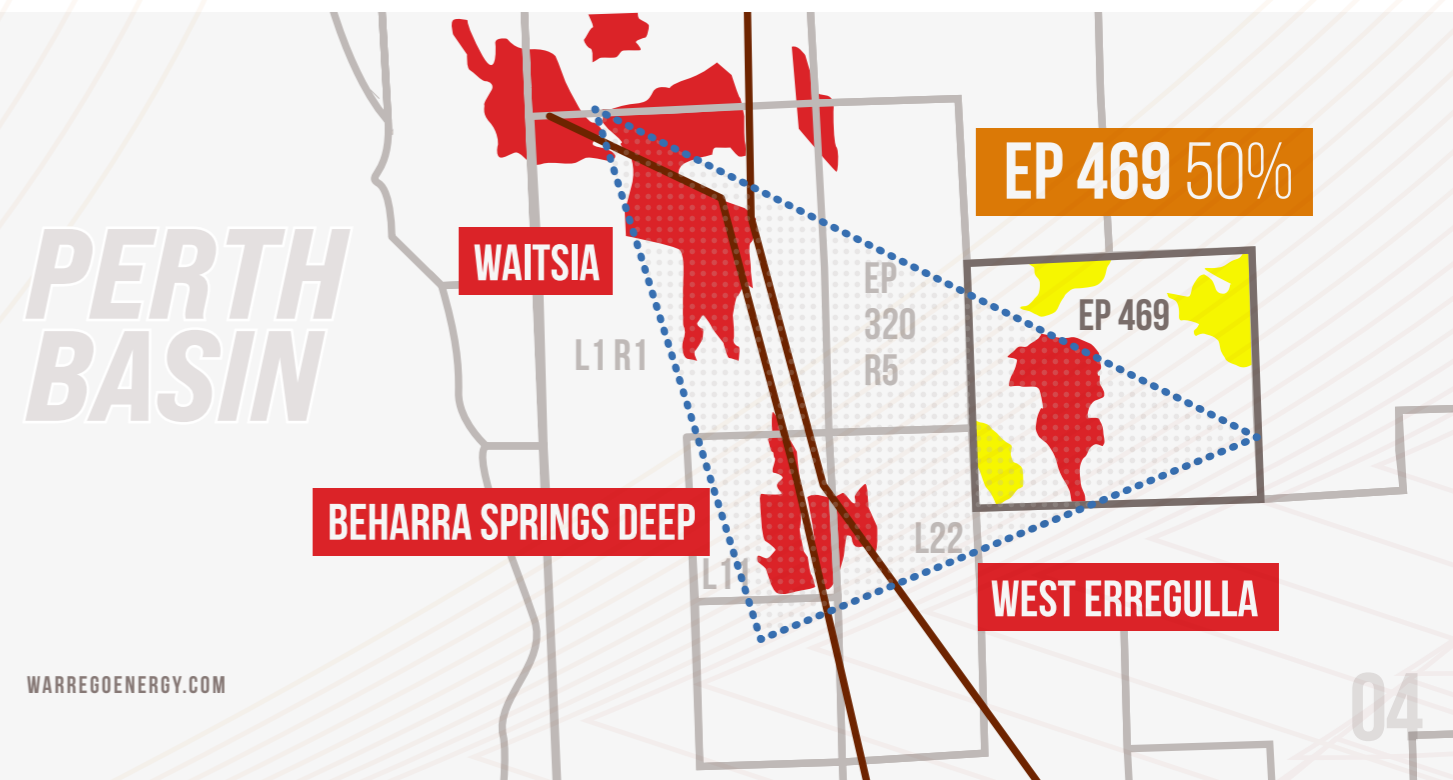 EP 469 50%
PERTH
BASIN
WAITSIA
EP
320
R5
EP 469
L1 R1
BEHARRA SPRINGS DEEP
L22
L11
WEST ERREGULLA
WARREGOENERGY.COM
04